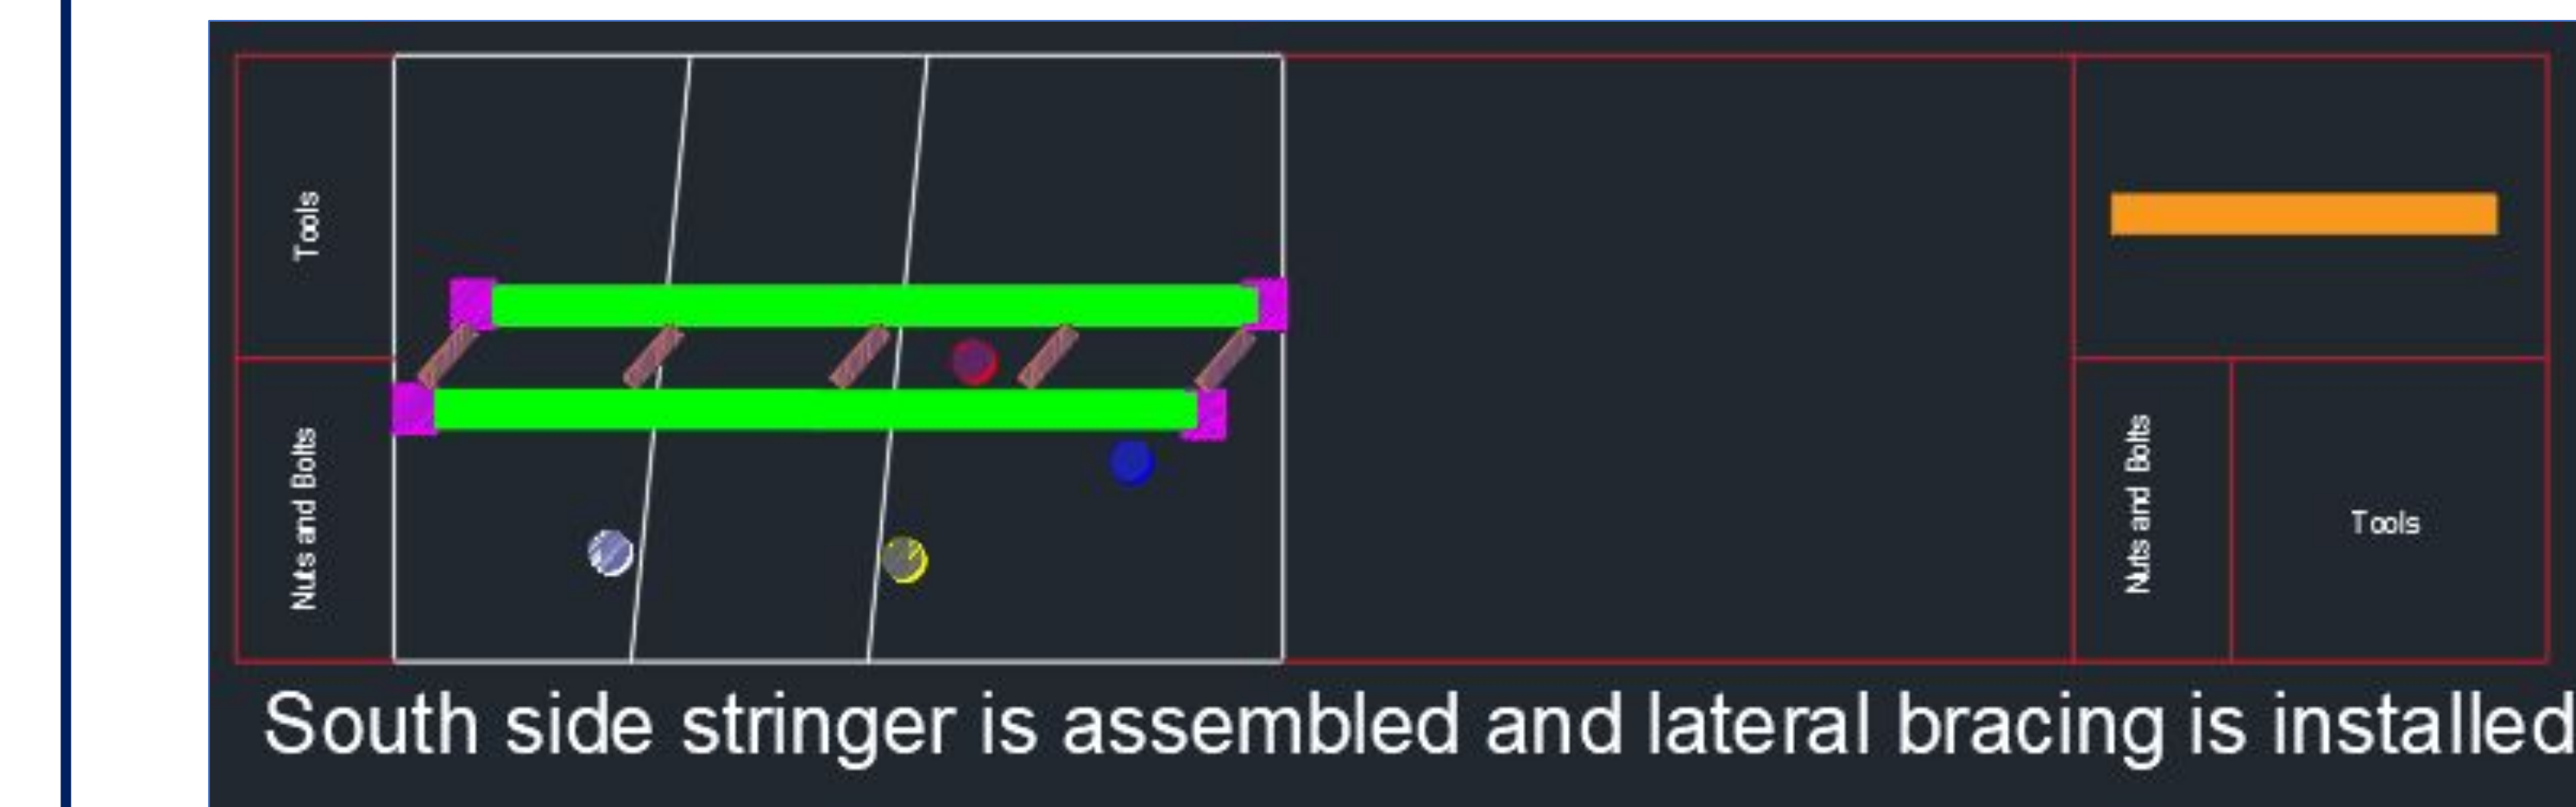 Tools
Nuts and Bolts
Nuts and Bolts
Tools
South side stringer is assembled and lateral bracing is installed